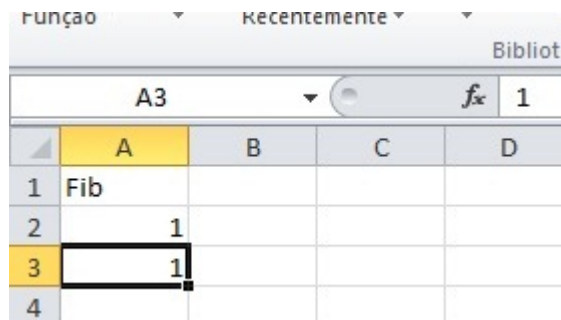 Função Recentemente
Bibliot
A3 fx 1
A B C D
1 Fib
2 1
3 1
4